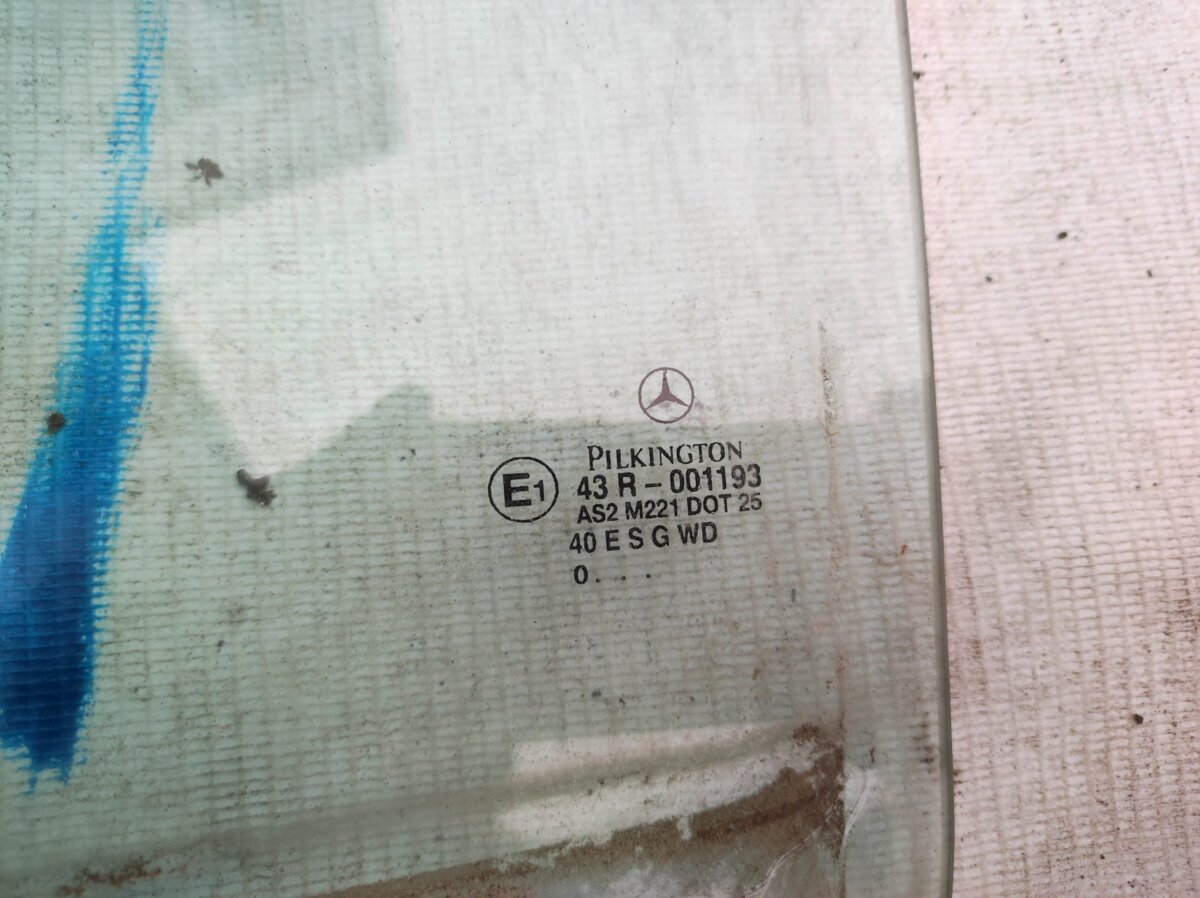 PILKINGTON
E1
43 R - 001193
AS2 M221 DOT 25
40 E S G WD
0. . .